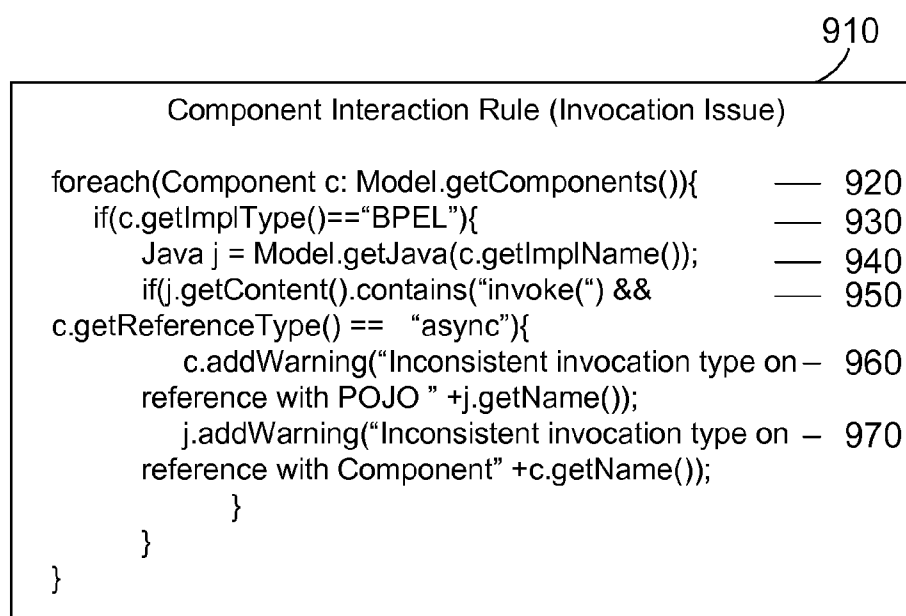 910
Component Interaction Rule (Invocation Issue)
foreach(Component c: Model.getComponents()){ 920
if(c.getImplType()==“BPEL”){ 930
Java j = Model.getJava(c.getImplName()); 940
if(j.getContent().contains(“invoke(“) && 950
c.getReferenceType() == “async”){
c.addWarning(“Inconsistent invocation type on 960
reference with POJO ” +j.getName());
j.addWarning(“Inconsistent invocation type on 970
reference with Component” +c.getName());
}
}
}